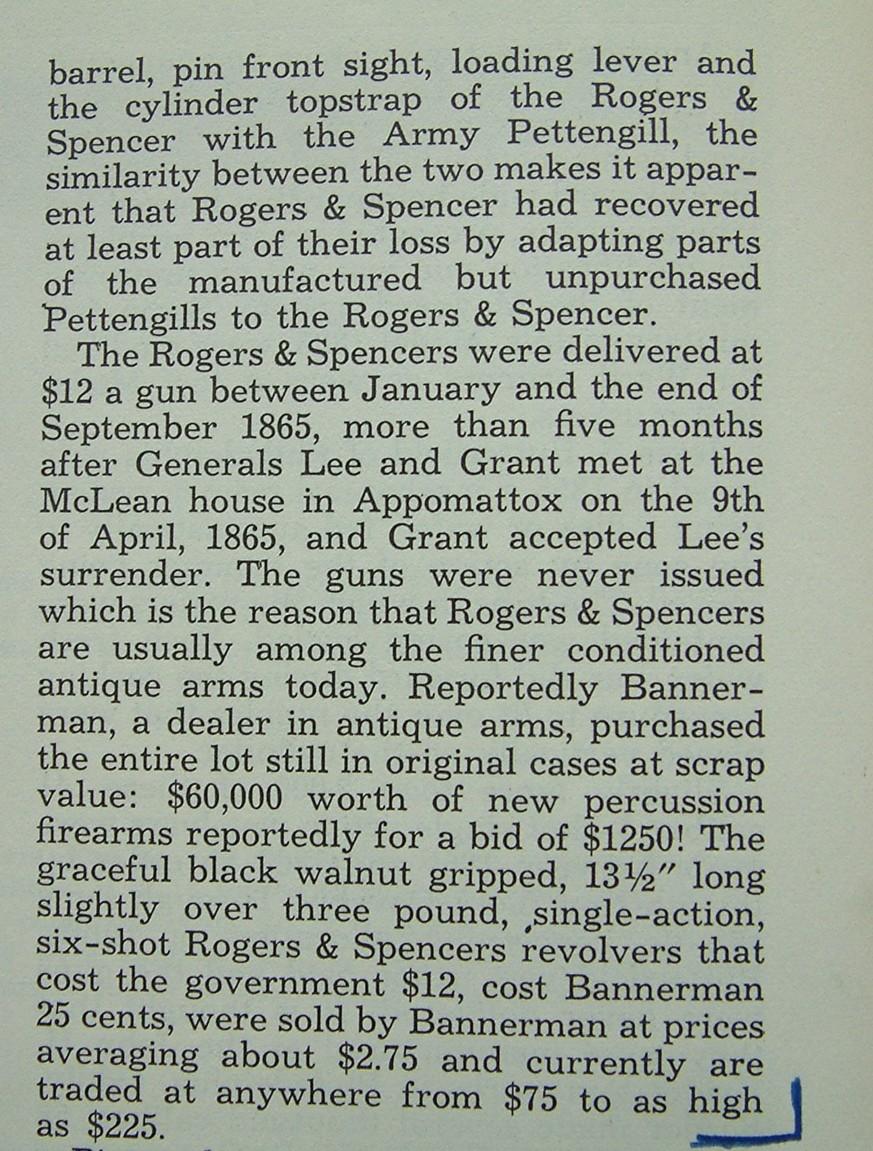 barrel, pin front sight, loading lever and
the cylinder topstrap of the Rogers &
Spencer with the Army Pettengill, the
similarity between the two makes it appar-
ent that Rogers & Spencer had recovered
at least part of their loss by adapting parts
of the manufactured but unpurchased
Pettengills to the Rogers & Spencer.
The Rogers & Spencers were delivered at
$12 a gun between January and the end of
September 1865, more than five months
after Generals Lee and Grant met at the
McLean house in Appomattox on the 9th
of April, 1865, and Grant accepted Lee's
surrender. The guns were never issued
which is the reason that Rogers & Spencers
are usually among the finer conditioned
antique arms today. Reportedly Banner-
man, a dealer in antique arms, purchased
the entire lot still in original cases at scrap
value: $60,000 worth of new percussion
firearms reportedly for a bid of $1250! The
graceful black walnut gripped, 13½″ long
slightly over three pound, single-action,
six-shot Rogers & Spencers revolvers that
cost the government $12, cost Bannerman
25 cents, were sold by Bannerman at prices
averaging about $2.75 and currently are
traded at anywhere from $75 to as high
as $225.